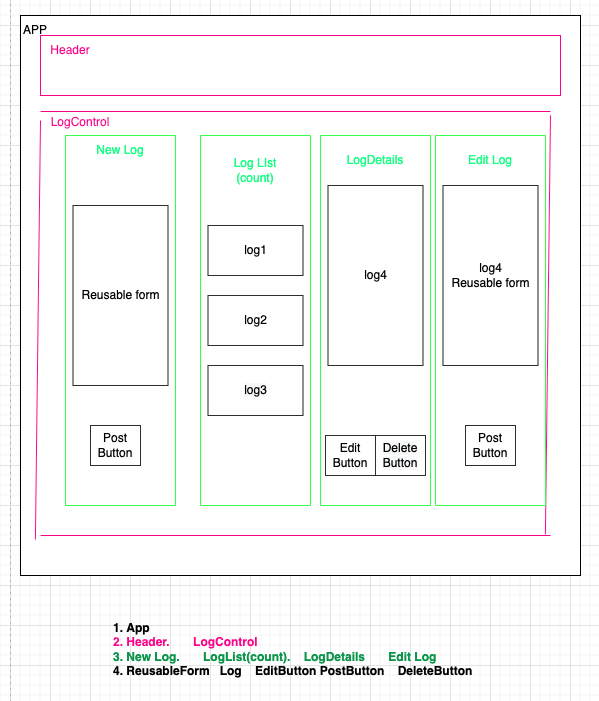 APP
Header
LogControl
New Log
Reusable form
Post
Button
Log LIst
(count)
log1
log2
log3
LogDetails
log4
Edit
Button
Delete
Button
Edit Log
log4
Reusable form
Post
Button
1. App
2. Header. LogControl
3. New Log. LogList(count). LogDetails Edit Log
4. ReusableForm Log EditButton PostButton DeleteButton